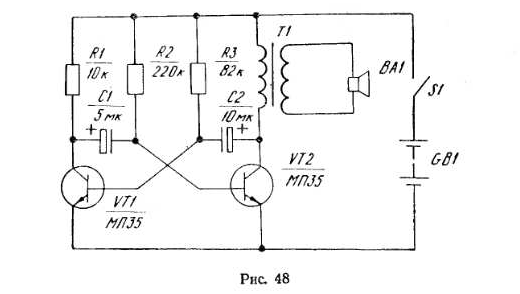 T1
R1
10к
R2
220к
R3
82к
BA1
S1
C1
5 мк
+
C2
10 мк
+
GB1
VT1
МП35
VT2
МП35
Рис. 48